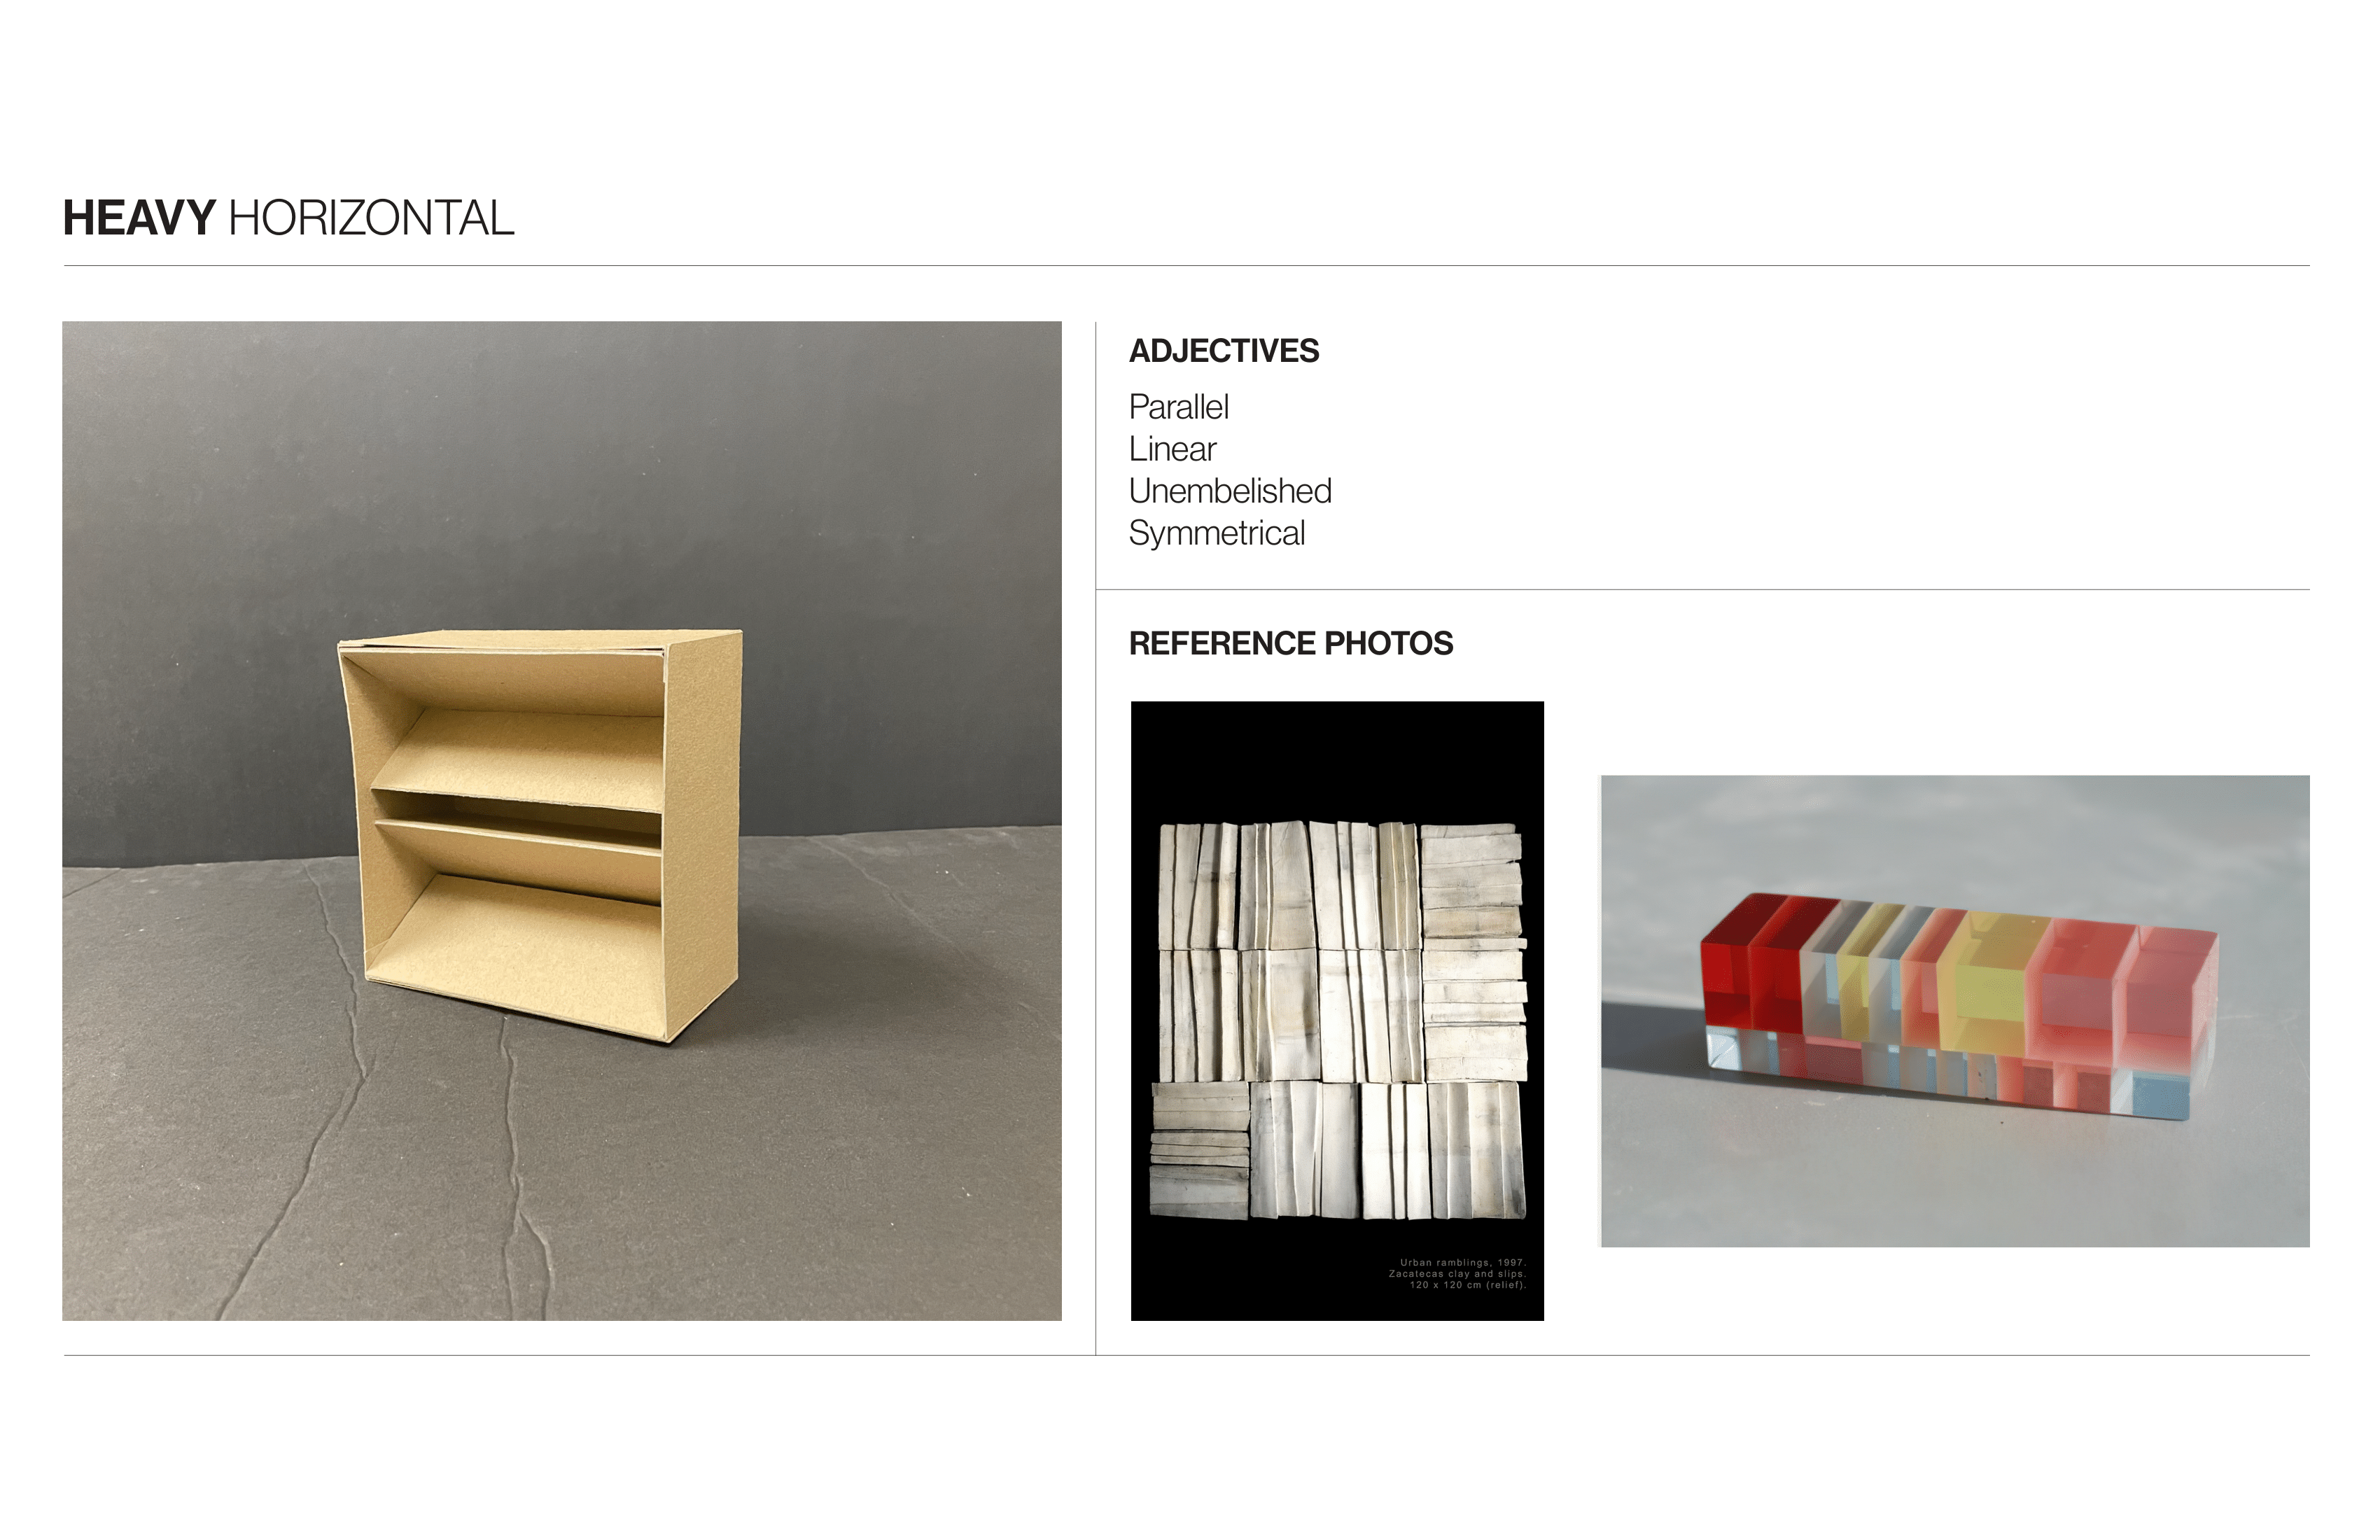 HEAVY HORIZONTAL
ADJECTIVES
Parallel
Linear
Unembelished
Symmetrical
REFERENCE PHOTOS
Urban ramblings, 1997.
Zacatecas clay and slips.
120 x 120 cm (relief).